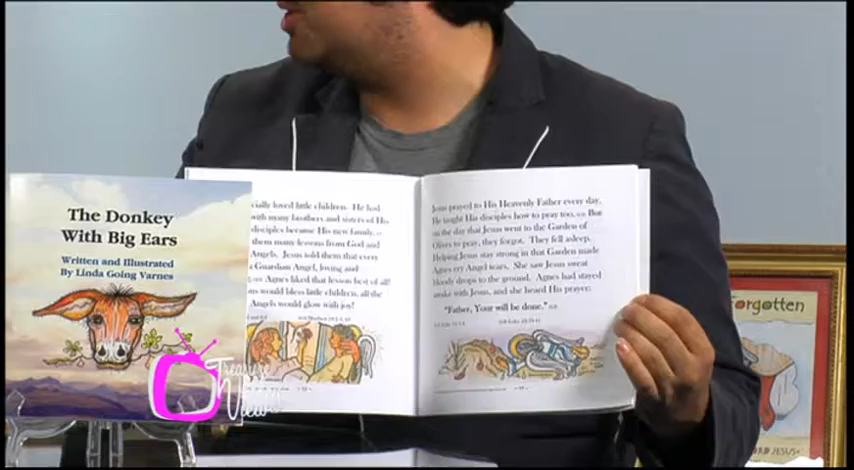 The Donkey
With Big Ears
Written and Illustrated
By Linda Going Varnes
cially loved little children. He had
with many brothers and sisters of His
disciples became His new family.
them many lessons from God and
Angels. Jesus told them that every
a Guardian Angel, loving and
Agnes liked that lesson best of all!
us would bless little children, all the
Angels would glow with joy!
Jesus prayed to His Heavenly Father every day.
He taught His disciples how to pray too. But
on the day that Jesus went to the Garden of
Olives to pray, they forgot. They fell asleep.
Helping Jesus stay strong in that Garden made
Agnes cry Angel tears. She saw Jesus sweat
bloody drops to the ground. Agnes had stayed
awake with Jesus, and she heard His prayer:
"Father, Your will be done."
Treasure
Views
Forgotten
ORD JESUS